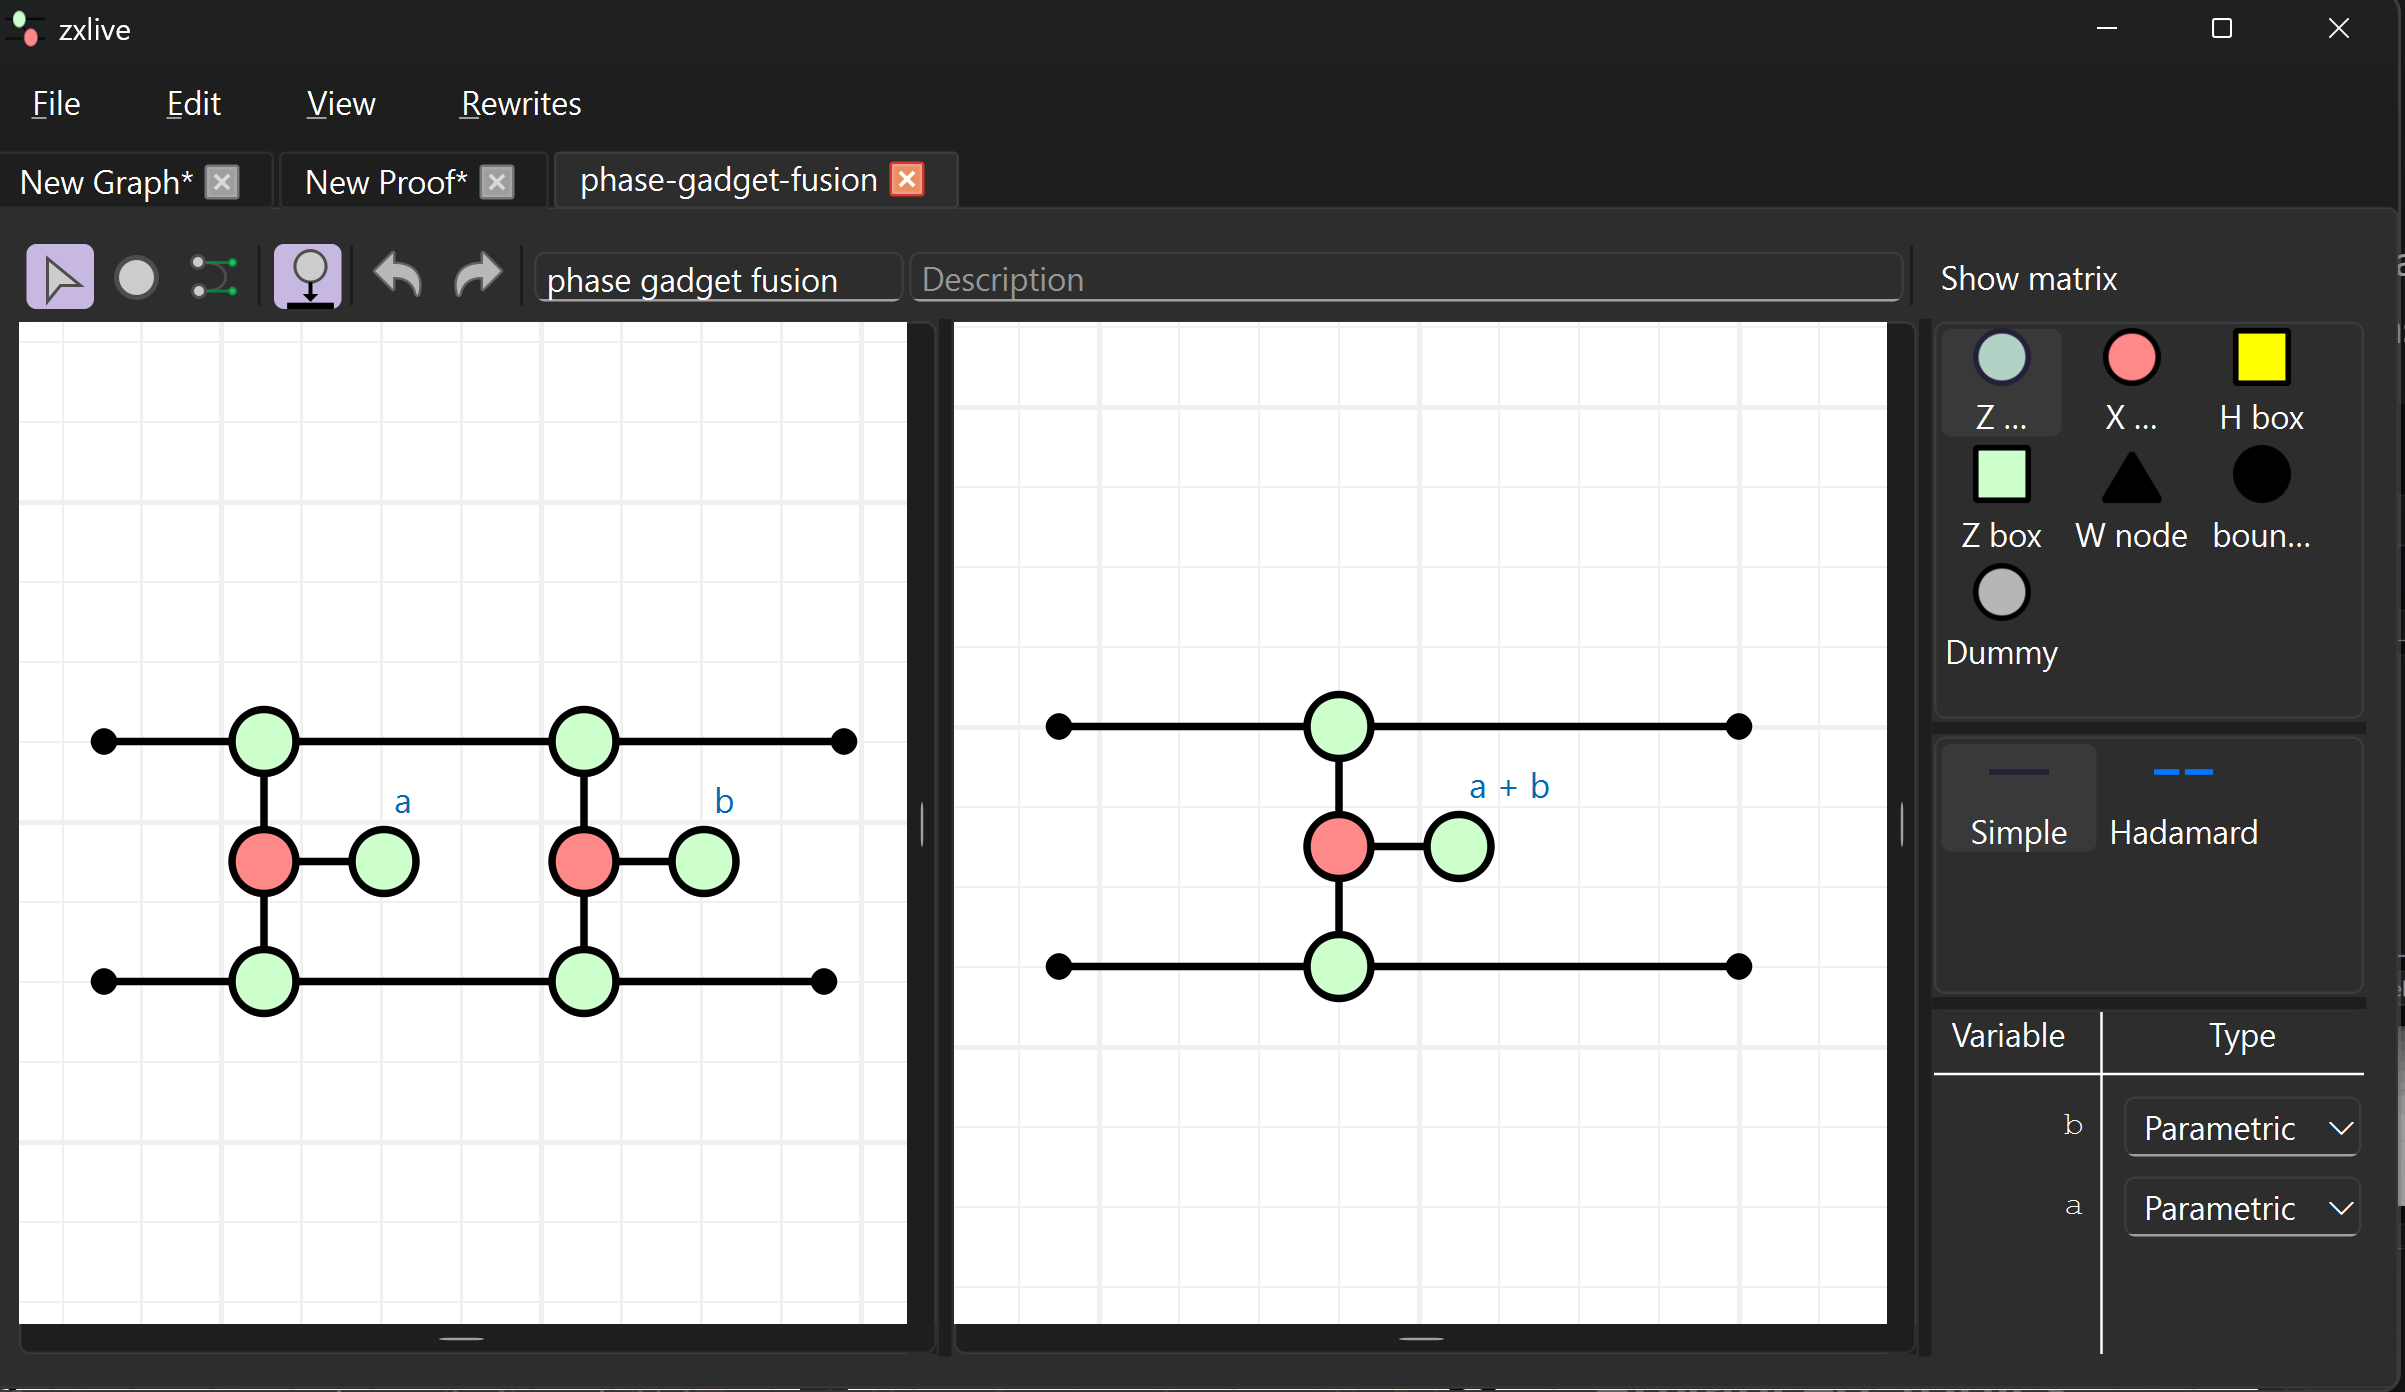 zxlive
File Edit View Rewrites
New Graph* New Proof* phase-gadget-fusion
phase gadget fusion Description Show matrix
Z ... X ... H box
Z box W node boun...
Dummy
a b
a + b
Simple Hadamard
Variable Type
b Parametric
a Parametric